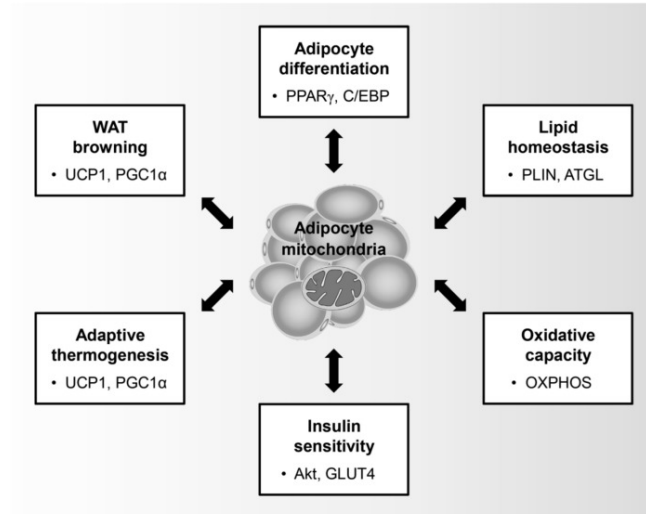 Adipocyte
differentiation
• PPARγ, C/EBP
WAT
browning
• UCP1, PGC1α
Lipid
homeostasis
• PLIN, ATGL
Adipocyte
mitochondria
Adaptive
thermogenesis
• UCP1, PGC1α
Oxidative
capacity
• OXPHOS
Insulin
sensitivity
• Akt, GLUT4